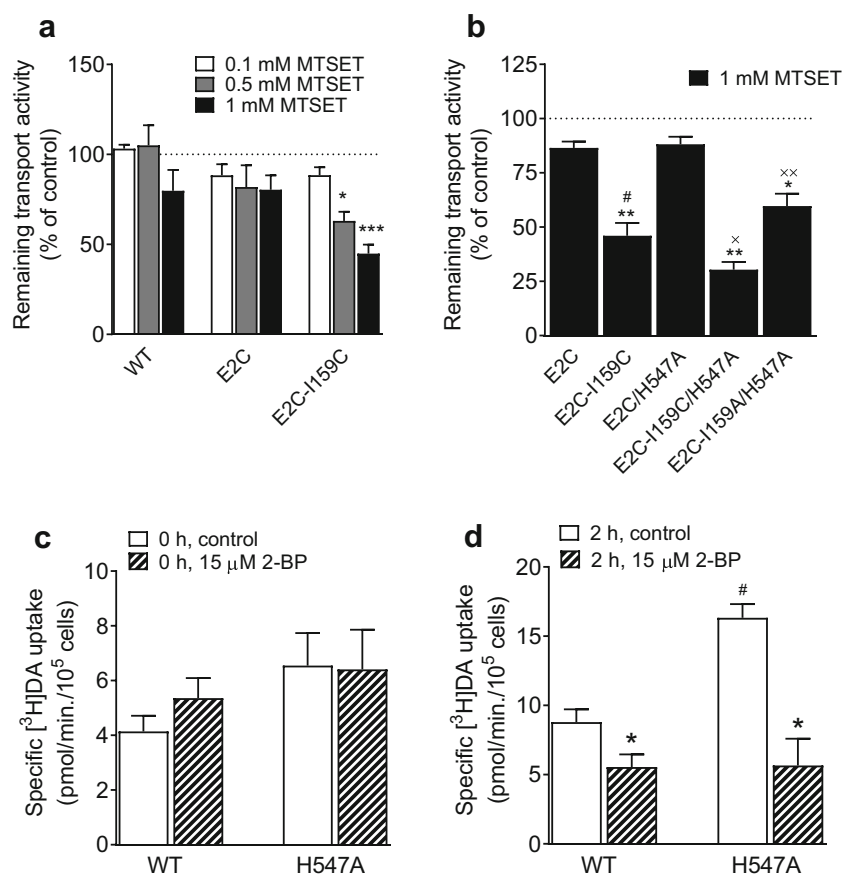 a
0.1 mM MTSET
0.5 mM MTSET
1 mM MTSET
Remaining transport activity
(% of control)
150
100
50
0
*
***
WT
E2C
E2C-I159C
b
1 mM MTSET
Remaining transport activity
(% of control)
125
100
75
50
25
0
#
**
×
**
××
*
E2C
E2C-I159C
E2C/H547A
E2C-I159C/H547A
E2C-I159A/H547A
c
0 h, control
0 h, 15 μM 2-BP
Specific [³H]DA uptake
(pmol/min./10⁵ cells)
10
8
6
4
2
0
WT
H547A
d
2 h, control
2 h, 15 μM 2-BP
Specific [³H]DA uptake
(pmol/min./10⁵ cells)
20
15
10
5
0
*
#
*
WT
H547A